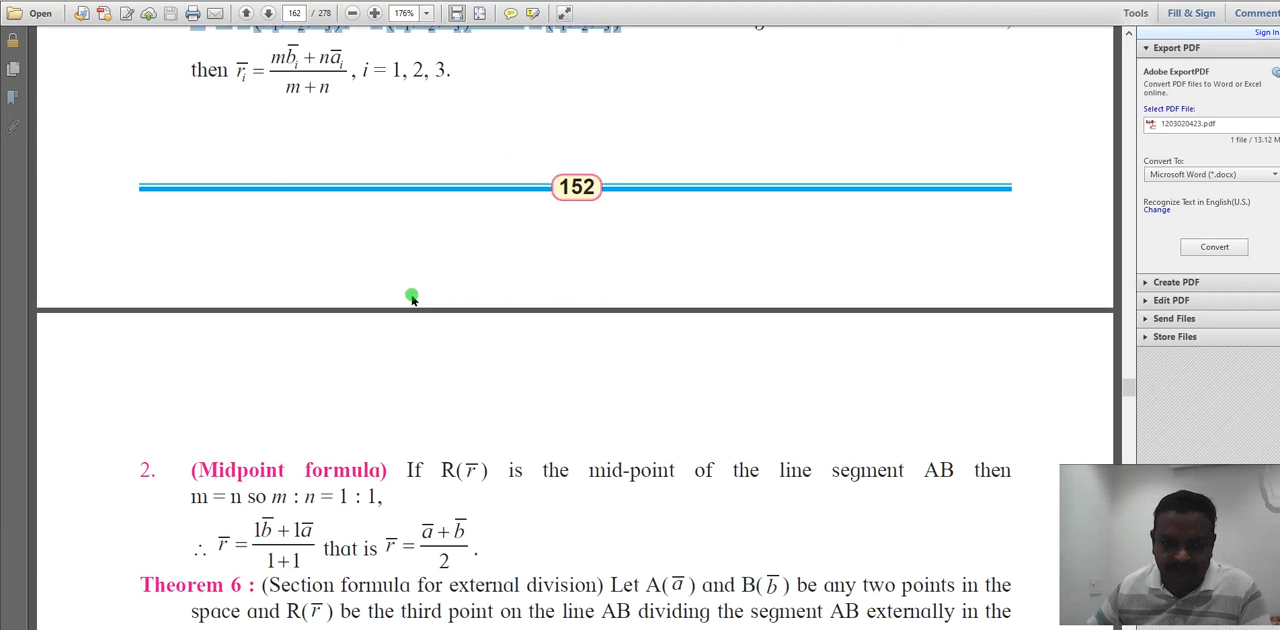 Open 162 / 278 176% Tools Fill & Sign Comment
Sign In
then r̄ᵢ = (mb̄ᵢ + nāᵢ)/(m + n) , i = 1, 2, 3.
152
2. (Midpoint formula) If R(r̄) is the mid-point of the line segment AB then
m = n so m : n = 1 : 1,
∴ r̄ = (1b̄ + 1ā)/(1+1) that is r̄ = (ā + b̄)/2 .
Theorem 6 : (Section formula for external division) Let A(ā) and B(b̄) be any two points in the
space and R(r̄) be the third point on the line AB dividing the segment AB externally in the
Export PDF
Adobe ExportPDF
Convert PDF files to Word or Excel
online.
Select PDF File:
1203020423.pdf
1 file / 13.12 M
Convert To:
Microsoft Word (*.docx)
Recognize Text in English(U.S.)
Change
Convert
Create PDF
Edit PDF
Send Files
Store Files